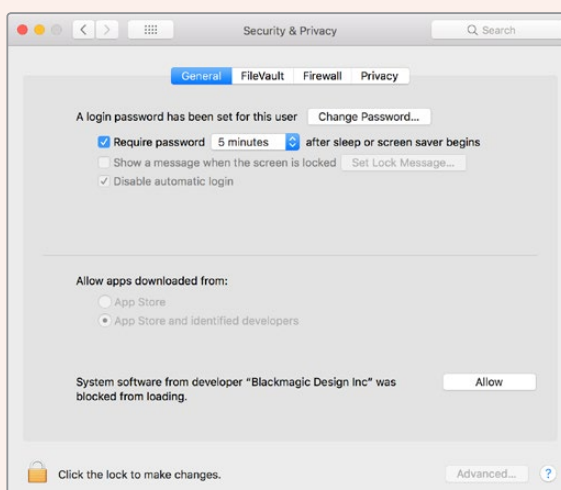 Security & Privacy
Search
General FileVault Firewall Privacy
A login password has been set for this user Change Password...
Require password 5 minutes after sleep or screen saver begins
Show a message when the screen is locked Set Lock Message...
Disable automatic login
Allow apps downloaded from:
App Store
App Store and identified developers
System software from developer “Blackmagic Design Inc” was Allow
blocked from loading.
Click the lock to make changes. Advanced... ?